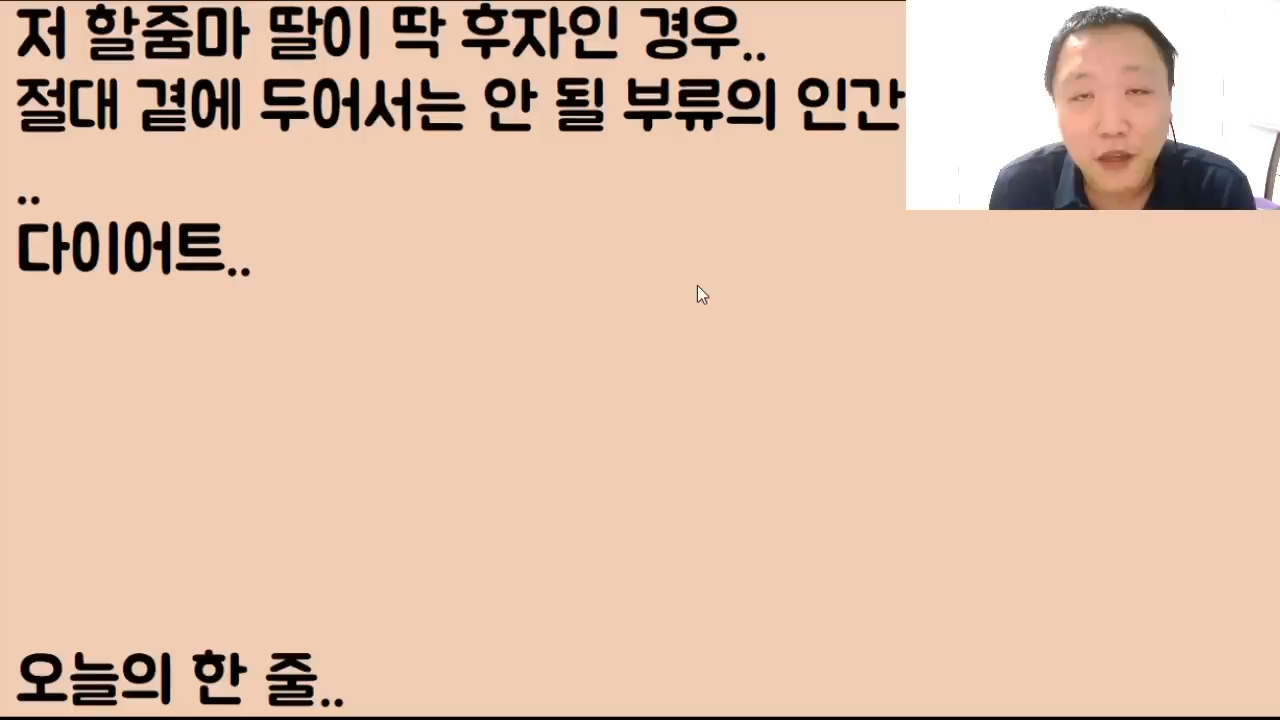 저 할줌마 딸이 딱 후자인 경우..
절대 곁에 두어서는 안 될 부류의 인간
..
다이어트..
오늘의 한 줄..